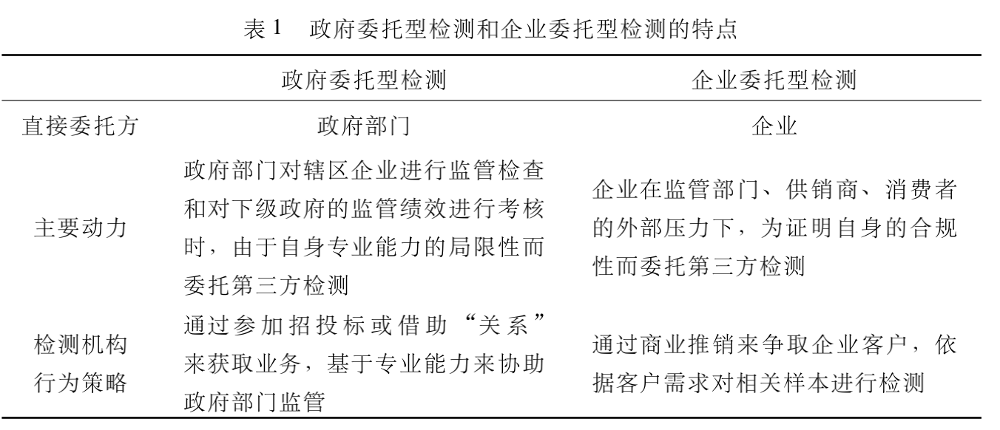 表1 政府委托型检测和企业委托型检测的特点
政府委托型检测 企业委托型检测
直接委托方 政府部门 企业
主要动力
政府部门对辖区企业进行监管检查
和对下级政府的监管绩效进行考核
时，由于自身专业能力的局限性而
委托第三方检测
企业在监管部门、供销商、消费者
的外部压力下，为证明自身的合规
性而委托第三方检测
检测机构
行为策略
通过参加招投标或借助“关系”
来获取业务，基于专业能力来协助
政府部门监管
通过商业推销来争取企业客户，依
据客户需求对相关样本进行检测